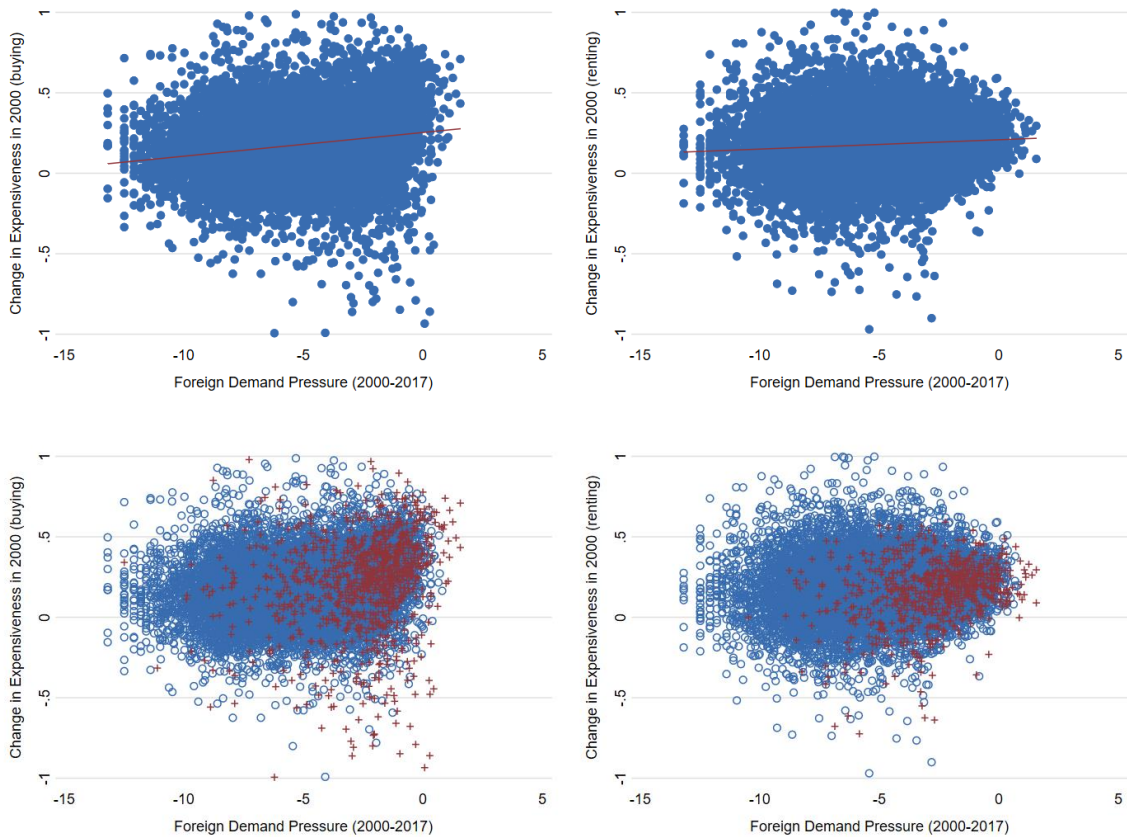 Change in Expensiveness in 2000 (buying)
1
.5
0
-.5
-1
-15 -10 -5 0 5
Foreign Demand Pressure (2000-2017)
Change in Expensiveness in 2000 (renting)
1
.5
0
-.5
-1
-15 -10 -5 0 5
Foreign Demand Pressure (2000-2017)
Change in Expensiveness in 2000 (buying)
1
.5
0
-.5
-1
-15 -10 -5 0 5
Foreign Demand Pressure (2000-2017)
Change in Expensiveness in 2000 (renting)
1
.5
0
-.5
-1
-15 -10 -5 0 5
Foreign Demand Pressure (2000-2017)